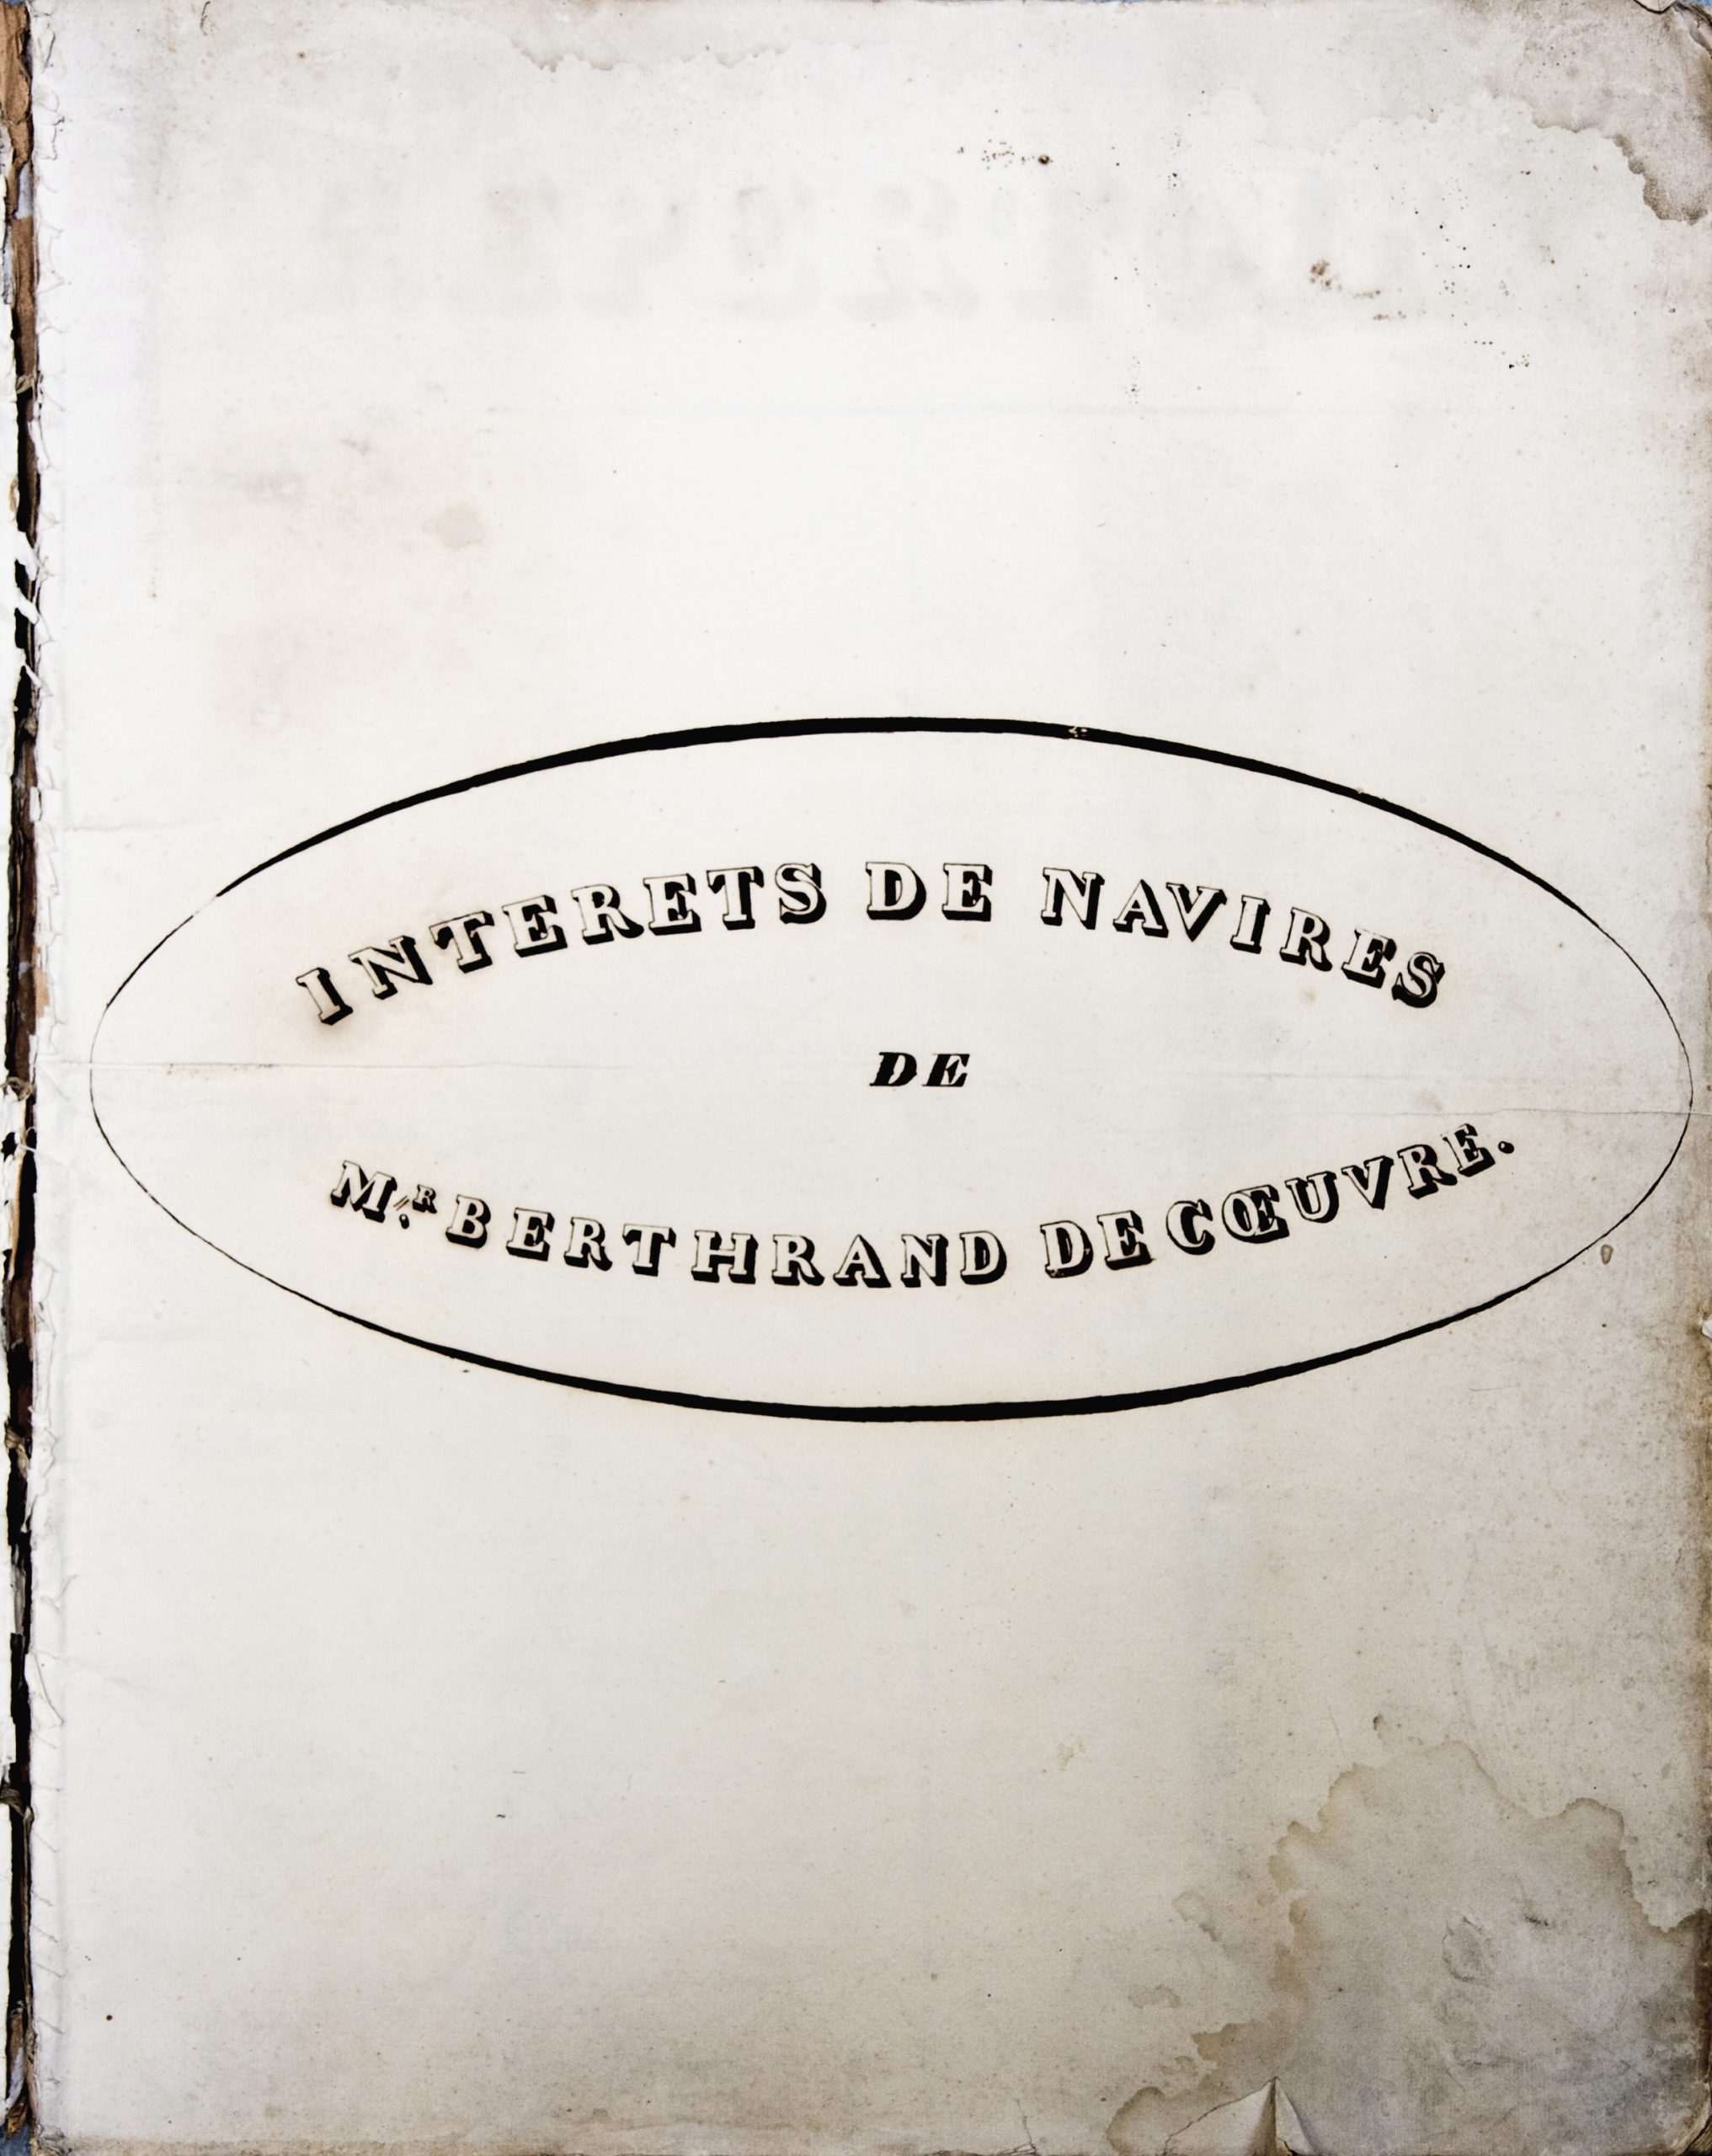 INTERETS DE NAVIRES
DE
M.R BERTHRAND DE CŒUVRE.